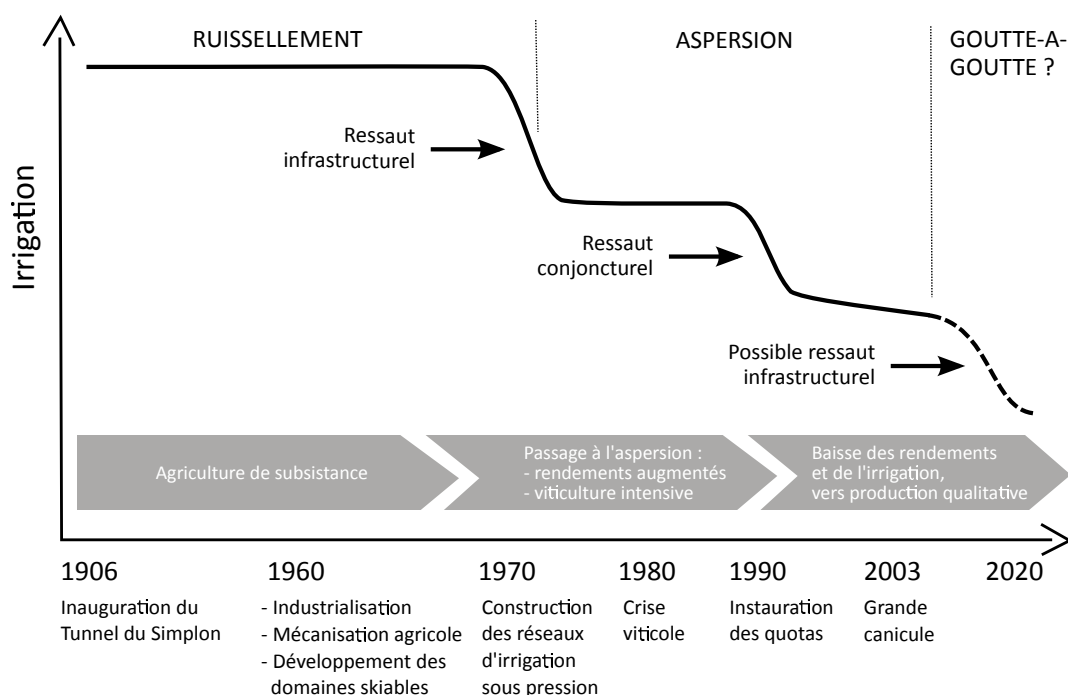 RUISSELLEMENT
ASPERSION
GOUTTE-A-
GOUTTE ?
Irrigation
Ressaut
infrastructurel
Ressaut
conjoncturel
Possible ressaut
infrastructurel
Agriculture de subsistance
Passage à l'aspersion :
- rendements augmentés
- viticulture intensive
Baisse des rendements
et de l'irrigation,
vers production qualitative
1906
Inauguration du
Tunnel du Simplon
1960
- Industrialisation
- Mécanisation agricole
- Développement des
domaines skiables
1970
Construction
des réseaux
d'irrigation
sous pression
1980
Crise
viticole
1990
Instauration
des quotas
2003
Grande
canicule
2020